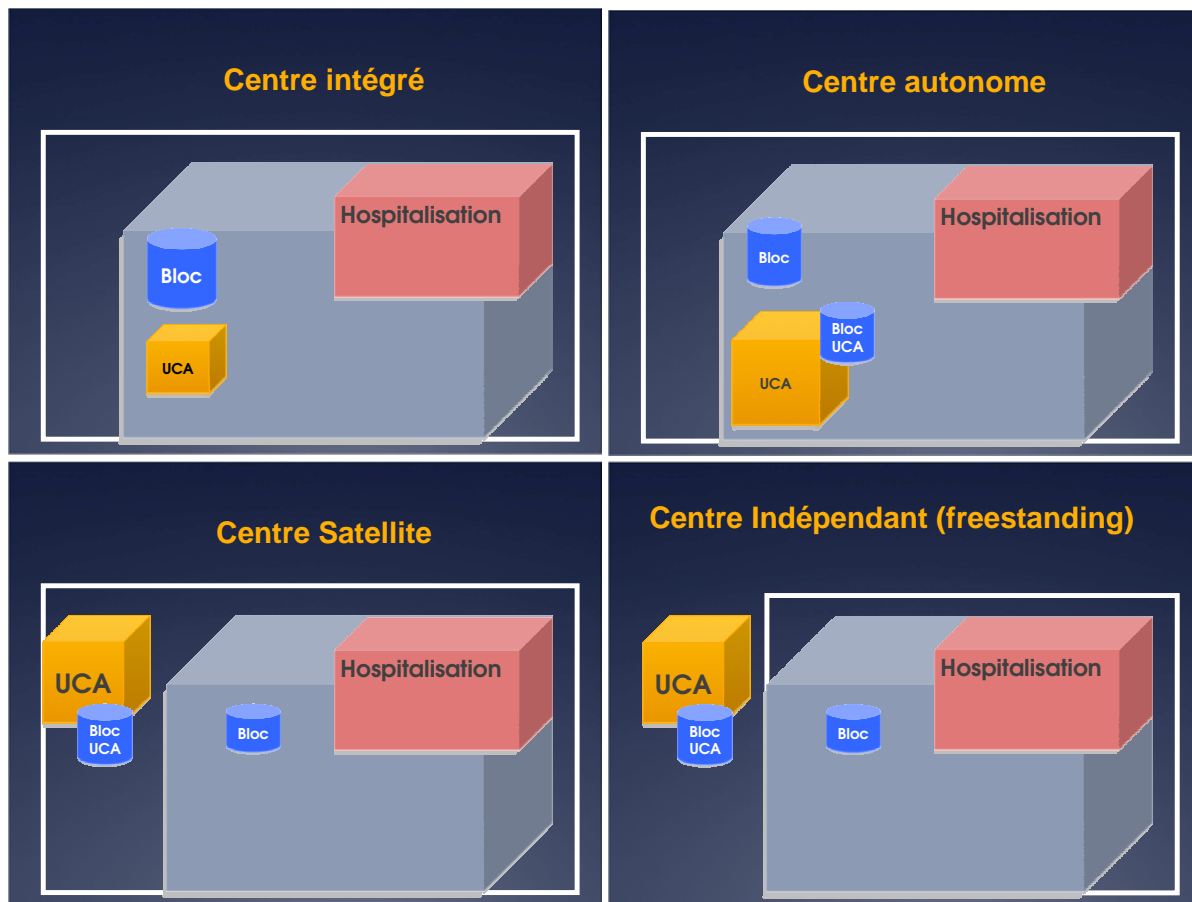 Centre intégré
Hospitalisation
Bloc
UCA
Centre autonome
Hospitalisation
Bloc
Bloc
UCA
UCA
Centre Satellite
UCA
Hospitalisation
Bloc
UCA
Bloc
Centre Indépendant (freestanding)
UCA
Hospitalisation
Bloc
UCA
Bloc